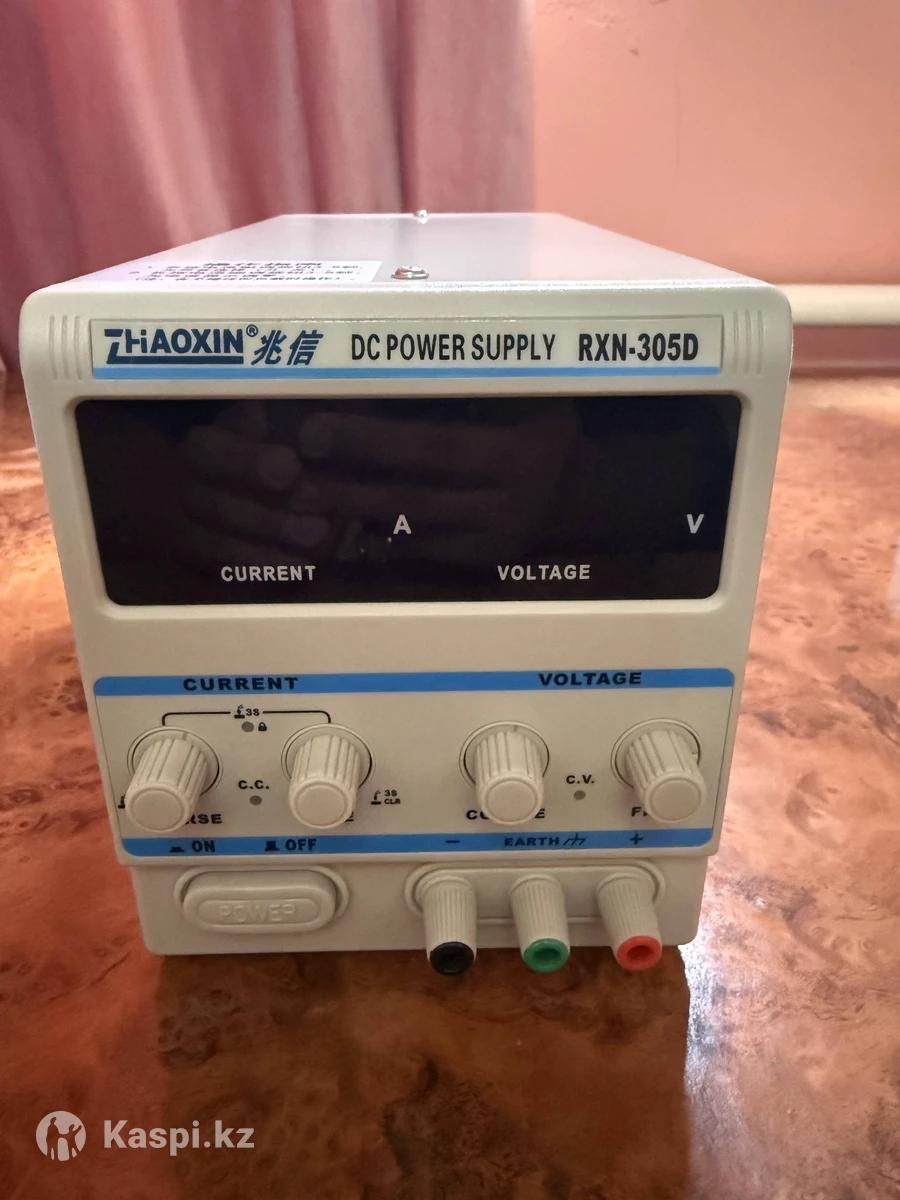 ZHAOXIN® 兆信 DC POWER SUPPLY RXN-305D
A V
CURRENT VOLTAGE
CURRENT VOLTAGE
3S
C.C. C.V.
3S
CLR
ON OFF − EARTH +
POWER
Kaspi.kz